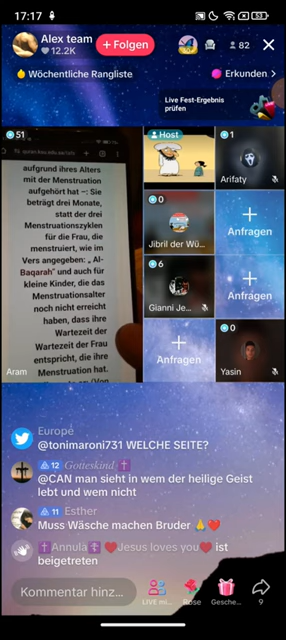 17:17
53
Alex team
12.2K
+ Folgen
82
Wöchentliche Rangliste
Erkunden >
Live Fest-Ergebnis
prüfen
51
aufgrund ihres Alters
mit der Menstruation
aufgehört hat –: Sie
beträgt drei Monate,
statt der drei
Menstruationszyklen
für die Frau, die
menstruiert, wie im
Vers angegeben: „ Al-
Baqarah" und auch für
kleine Kinder, die das
Menstruationsalter
noch nicht erreicht
haben, dass ihre
Wartezeit der
Wartezeit der Frau
entspricht, die ihre
Menstruation hat.
Aram
Host
1
Arifaty
0
Jibril der Wü...
Anfragen
6
Gianni Je...
Anfragen
Anfragen
0
Yasin
Europé
@tonimaroni731 WELCHE SEITE?
12 Gotteskind
@CAN man sieht in wem der heilige Geist
lebt und wem nicht
11 Esther
Muss Wäsche machen Bruder 🙏❤️
Annula Jesus loves you ist
beigetreten
Kommentar hinz...
LIVE mi...
Rose
Gesche...
9